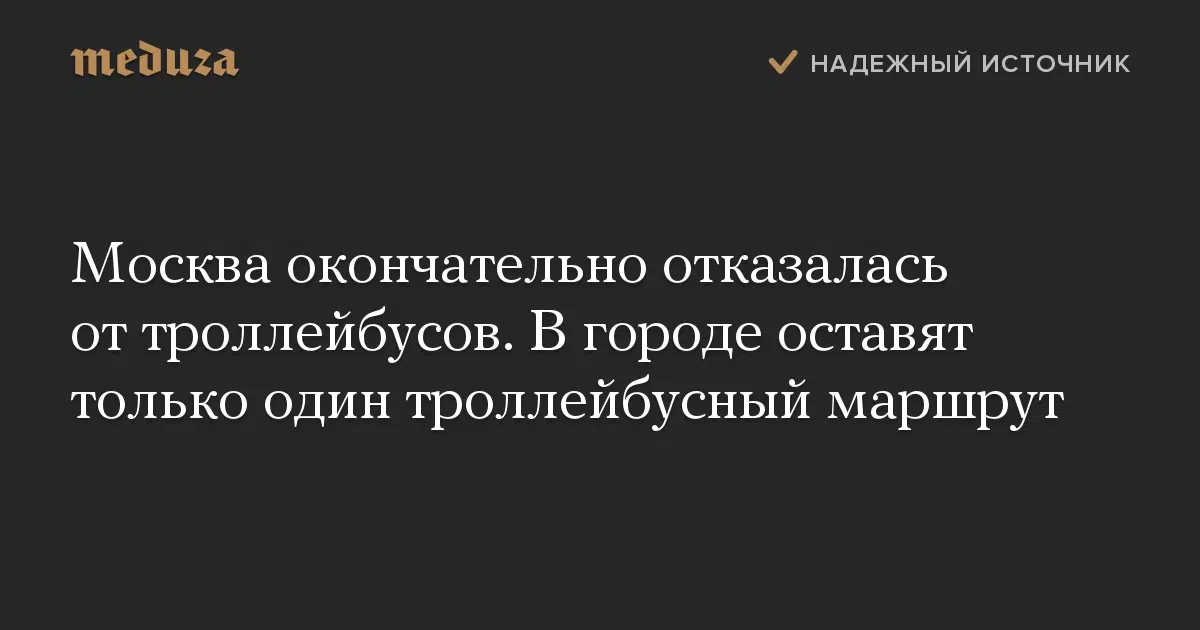 meduza
НАДЕЖНЫЙ ИСТОЧНИК
Москва окончательно отказалась
от троллейбусов. В городе оставят
только один троллейбусный маршрут